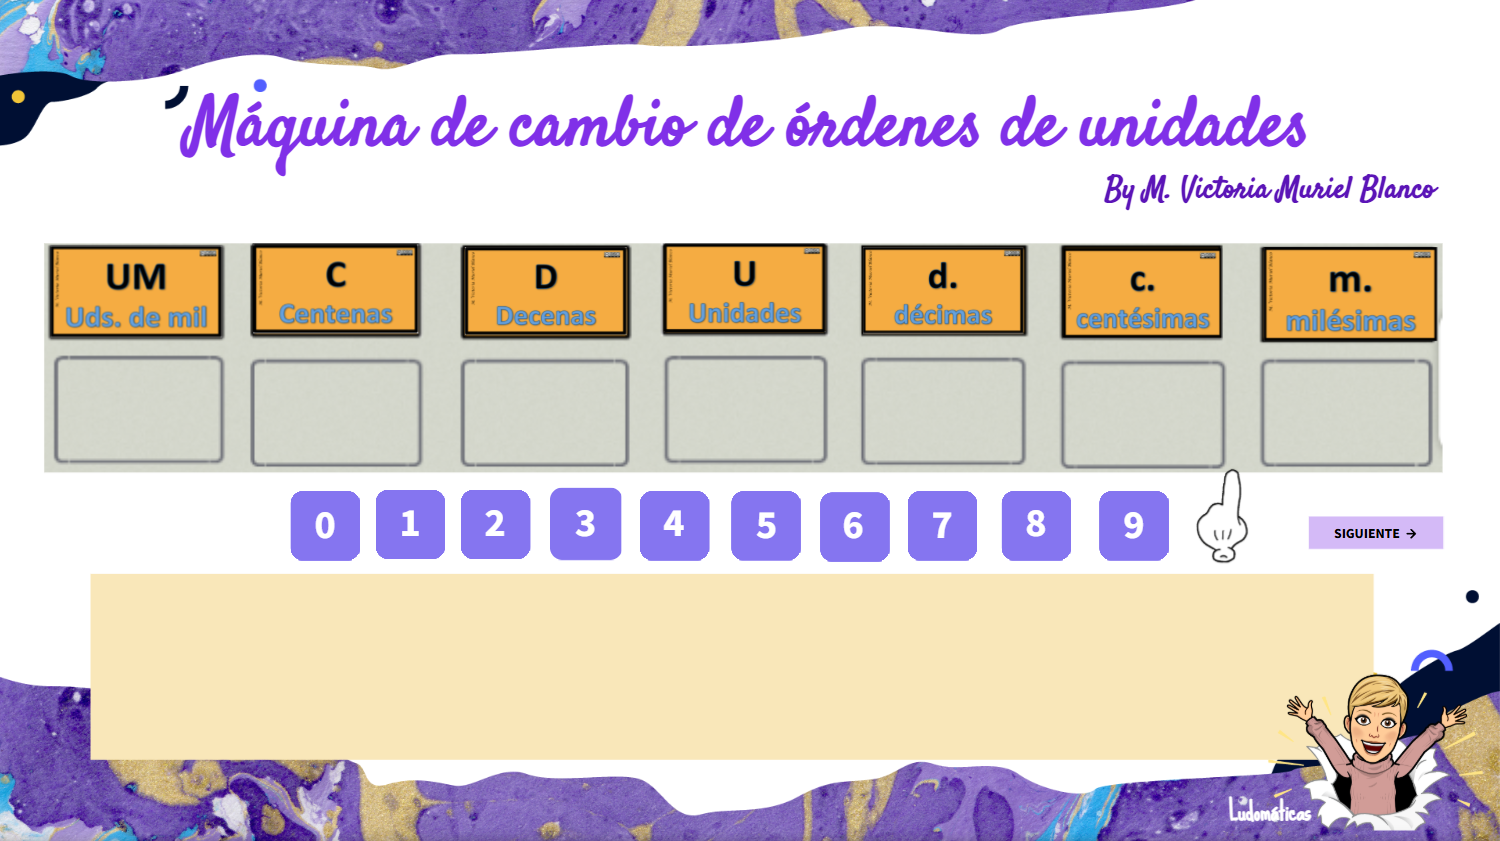 Máquina de cambio de órdenes de unidades
By M. Victoria Muriel Blanco
UM C D U d. c. m.
Uds. de mil Centenas Decenas Unidades décimas centésimas milésimas
0 1 2 3 4 5 6 7 8 9
SIGUIENTE →
Ludomáticas